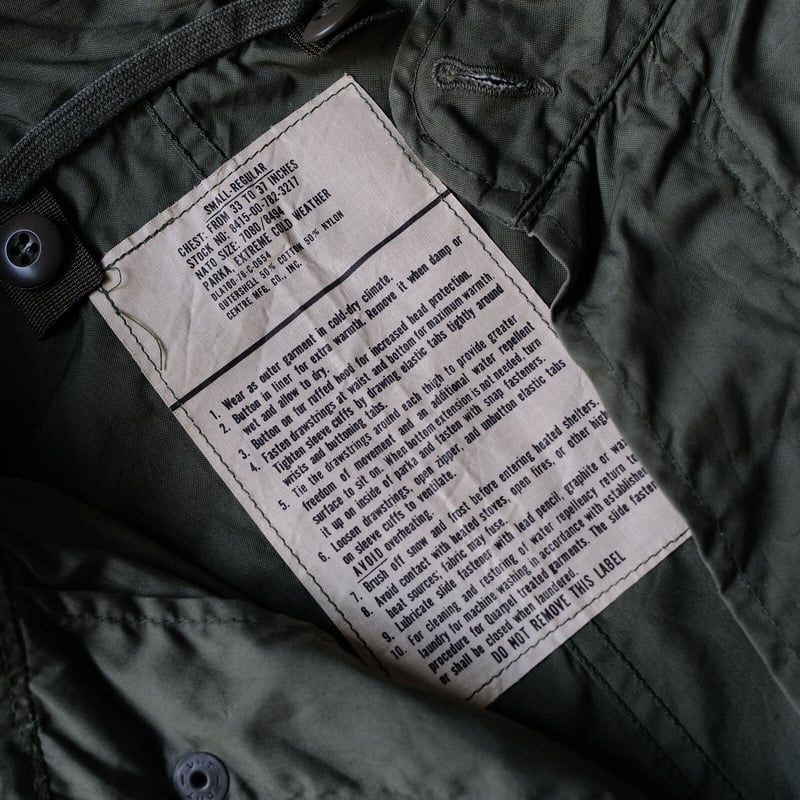 SMALL-REGULAR
CHEST: FROM 33 TO 37 INCHES
STOCK NO: 8415-00-782-3217
NATO SIZE: 7080/8494
PARKA, EXTREME COLD WEATHER
DLA100-78-C-0654
OUTERSHELL 50% COTTON 50% NYLON
CENTRE MFG. CO., INC.
1. Wear as outer garment in cold-dry climate.
2. Button in liner for extra warmth. Remove it when damp or
wet and allow to dry.
3. Button on fur ruffed hood for increased head protection.
4. Fasten drawstrings at waist and bottom for maximum warmth.
Tighten sleeve cuffs by drawing elastic tabs tightly around
wrists and buttoning tabs.
5. Tie the drawstrings around each thigh to provide greater
freedom of movement and an additional water repellent
surface to sit on. When bottom extension is not needed, turn
it up on inside of parka and fasten with snap fasteners.
6. Loosen drawstrings, open zipper, and unbutton elastic tabs
on sleeve cuffs to ventilate.
AVOID overheating.
7. Brush off snow and frost before entering heated shelters.
8. Avoid contact with heated stoves, open fires, or other high
heat sources; fabric may fuse.
9. Lubricate slide fastener with lead pencil, graphite or wax
10. For cleaning and restoring of water repellency return to
laundry for machine washing in accordance with established
procedure for Quarpel treated garments. The slide fasten
or shall be closed when laundered.
DO NOT REMOVE THIS LABEL